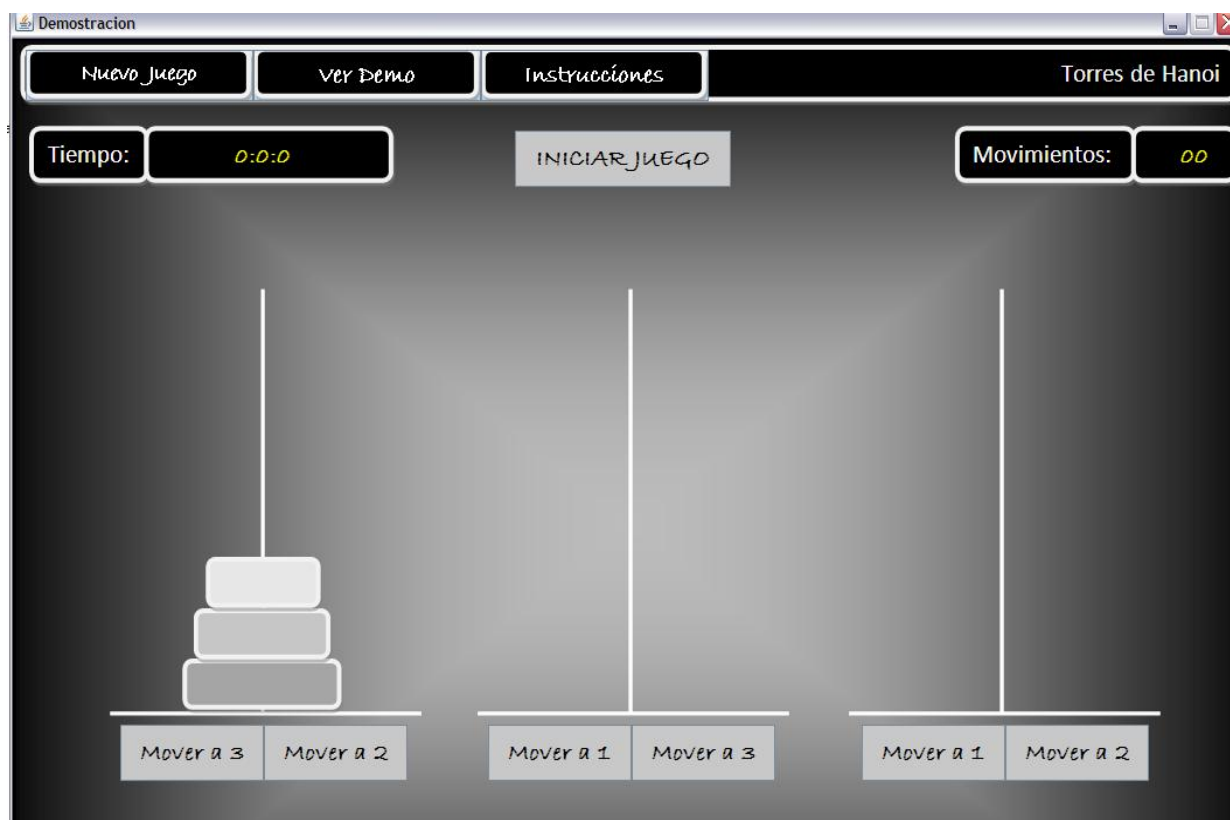 Demostracion
Nuevo Juego Ver Demo Instrucciones Torres de Hanoi
Tiempo: 0:0:0 INICIAR JUEGO Movimientos: 00
Mover a 3 Mover a 2 Mover a 1 Mover a 3 Mover a 1 Mover a 2